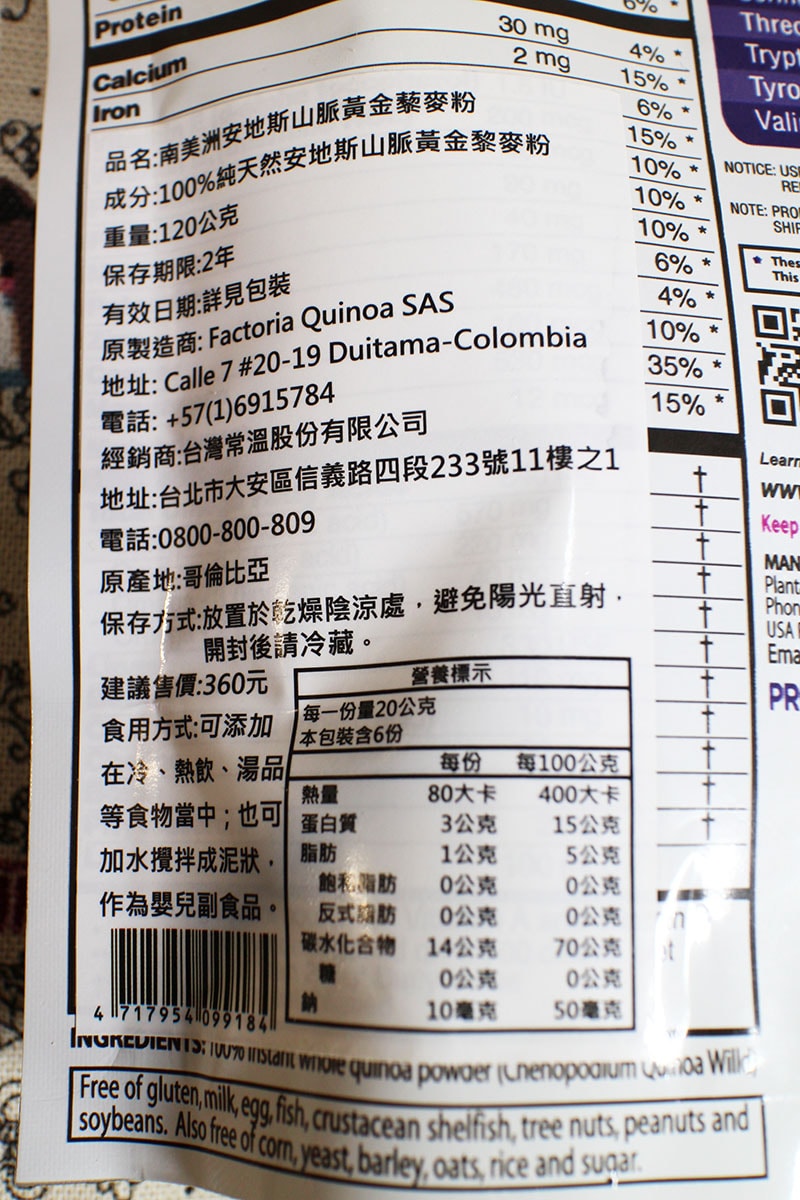 Protein
Calcium 30 mg 4% *
Iron 2 mg 15% *
6% *
15% *
10% *
10% *
10% *
6% *
4% *
10% *
35% *
15% *
品名:南美洲安地斯山脈黃金藜麥粉
成分:100%純天然安地斯山脈黃金黎麥粉
重量:120公克
保存期限:2年
有效日期:詳見包裝
原製造商: Factoria Quinoa SAS
地址: Calle 7 #20-19 Duitama-Colombia
電話: +57(1)6915784
經銷商:台灣常溫股份有限公司
地址:台北市大安區信義路四段233號11樓之1
電話:0800-800-809
原產地:哥倫比亞
保存方式:放置於乾燥陰涼處，避免陽光直射，
開封後請冷藏。
建議售價:360元
食用方式:可添加
在冷、熱飲、湯品
等食物當中；也可
加水攪拌成泥狀，
作為嬰兒副食品。
營養標示
每一份量20公克
本包裝含6份
每份 每100公克
熱量 80大卡 400大卡
蛋白質 3公克 15公克
脂肪 1公克 5公克
飽和脂肪 0公克 0公克
反式脂肪 0公克 0公克
碳水化合物 14公克 70公克
糖 0公克 0公克
鈉 10毫克 50毫克
4 717954 099184
INGREDIENTS: 100% instant whole quinoa powder (Chenopodium Quinoa Willd)
Free of gluten, milk, egg, fish, crustacean shelfish, tree nuts, peanuts and
soybeans. Also free of corn, yeast, barley, oats, rice and sugar.
NOTICE:
NOTE:
This
Keep